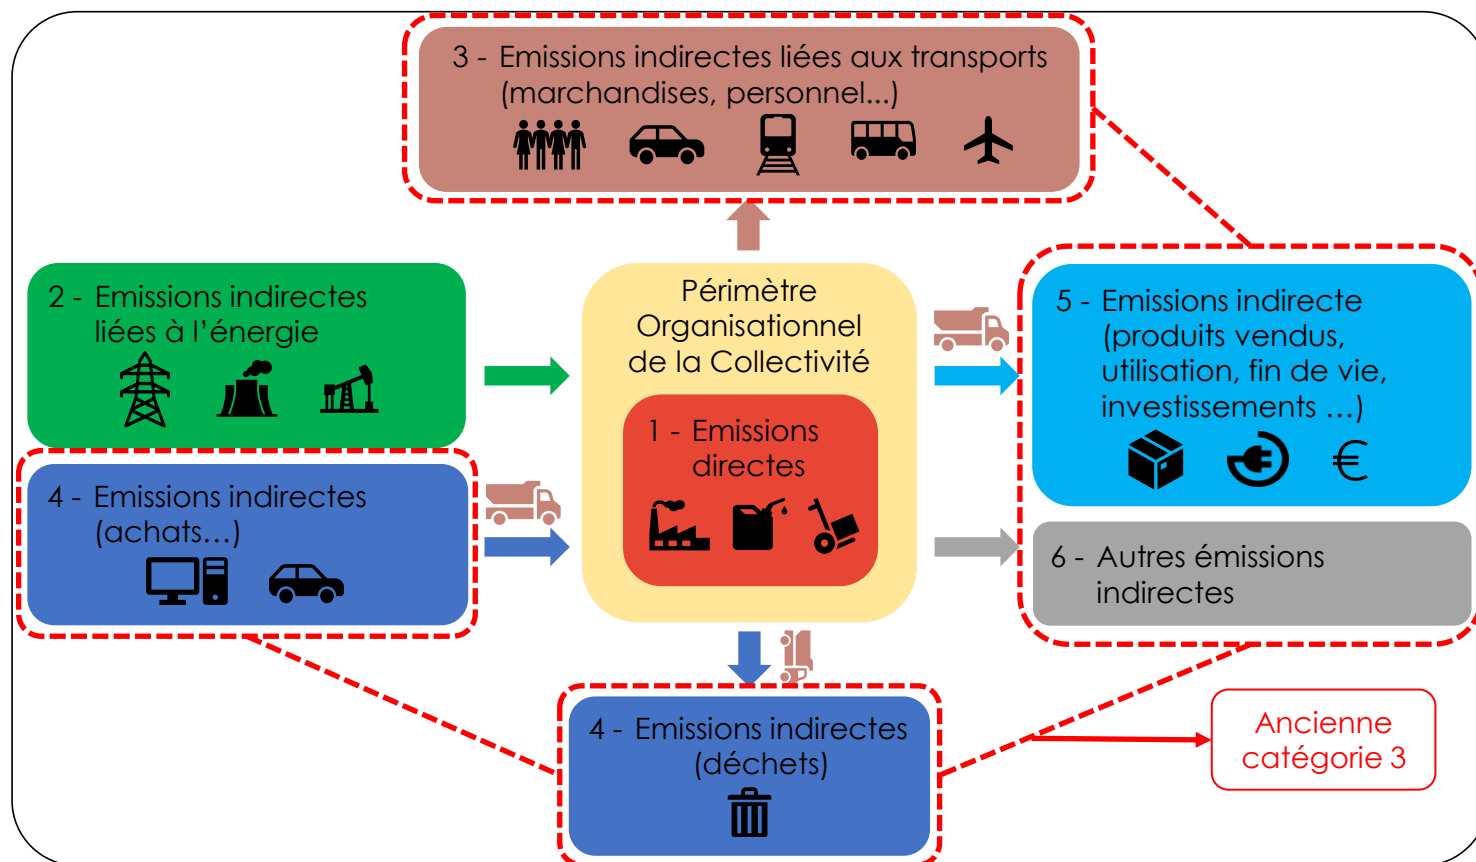 3 - Emissions indirectes liées aux transports
(marchandises, personnel...)
2 - Emissions indirectes
liées à l’énergie
Périmètre
Organisationnel
de la Collectivité
1 - Emissions
directes
5 - Emissions indirecte
(produits vendus,
utilisation, fin de vie,
investissements …)
€
4 - Emissions indirectes
(achats…)
6 - Autres émissions
indirectes
4 - Emissions indirectes
(déchets)
Ancienne
catégorie 3